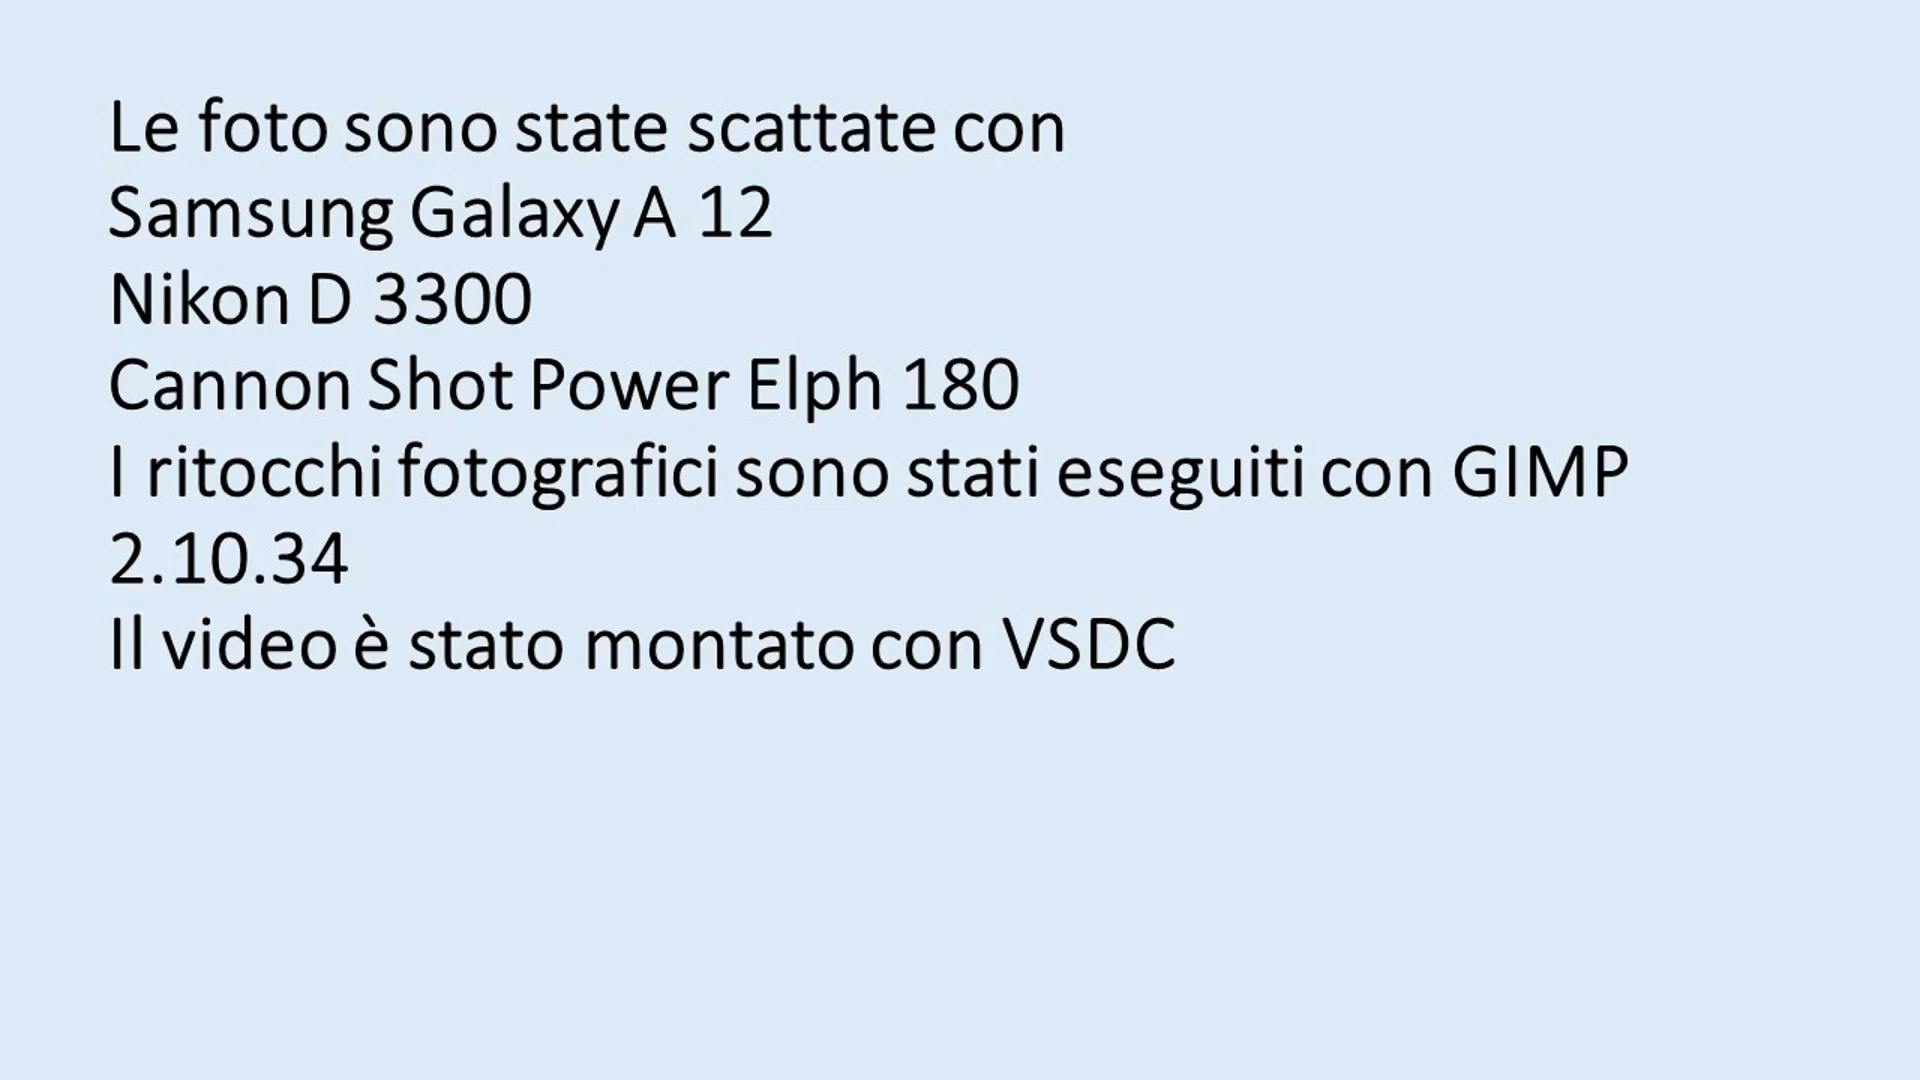 Le foto sono state scattate con
Samsung Galaxy A 12
Nikon D 3300
Cannon Shot Power Elph 180
I ritocchi fotografici sono stati eseguiti con GIMP
2.10.34
Il video è stato montato con VSDC